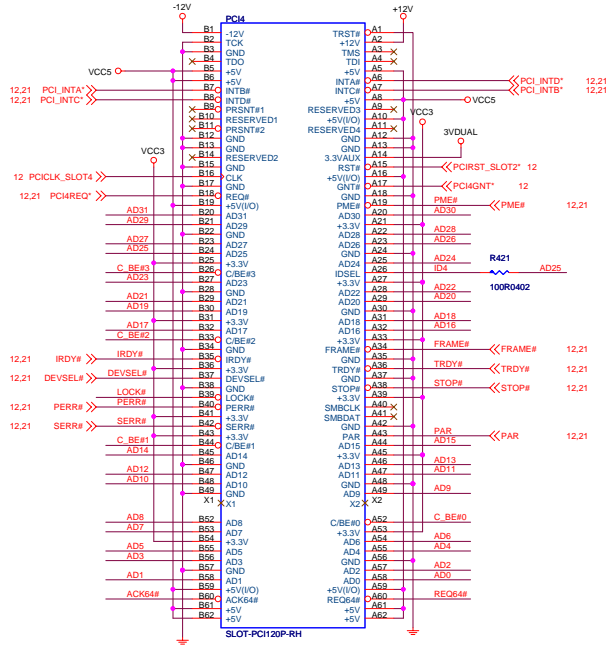 -12V +12V
PCI4
B1 -12V TRST# A1
B2 TCK +12V A2
B3 GND TMS A3
B4 TDO TDI A4
VCC5 B5 +5V +5V A5
B6 +5V INTA# A6 PCI_INTD* 12,21
12,21 PCI_INTA* B7 INTB# INTC# A7 PCI_INTB* 12,21
12,21 PCI_INTC* B8 INTD# +5V A8 VCC5
B9 PRSNT#1 RESERVED3 A9
B10 RESERVED1 +5V(I/O) A10
B11 PRSNT#2 RESERVED4 A11
B12 GND GND A12 VCC3
B13 GND GND A13 3VDUAL
VCC3 B14 RESERVED2 3.3VAUX A14
B15 GND RST# A15 PCIRST_SLOT2* 12
12 PCICLK_SLOT4 B16 CLK +5V(I/O) A16
B17 GND GNT# A17 PCI4GNT* 12
12,21 PCI4REQ* B18 REQ# GND A18
B19 +5V(I/O) PME# A19 PME# PME# 12,21
AD31 B20 AD31 AD30 A20 AD30
AD29 B21 AD29 +3.3V A21
B22 GND AD28 A22 AD28
AD27 B23 AD27 AD26 A23 AD26
AD25 B24 AD25 GND A24
B25 +3.3V AD24 A25 AD24
C_BE#3 B26 C/BE#3 IDSEL A26 ID4 R421 AD25
AD23 B27 AD23 +3.3V A27 100R0402
B28 GND AD22 A28 AD22
AD21 B29 AD21 AD20 A29 AD20
AD19 B30 AD19 GND A30
B31 +3.3V AD18 A31 AD18
AD17 B32 AD17 AD16 A32 AD16
C_BE#2 B33 C/BE#2 +3.3V A33
B34 GND FRAME# A34 FRAME# FRAME# 12,21
12,21 IRDY# IRDY# B35 IRDY# GND A35
B36 +3.3V TRDY# A36 TRDY# TRDY# 12,21
12,21 DEVSEL# DEVSEL# B37 DEVSEL# GND A37
B38 GND STOP# A38 STOP# STOP# 12,21
LOCK# B39 LOCK# +3.3V A39
12,21 PERR# PERR# B40 PERR# SMBCLK A40
B41 +3.3V SMBDAT A41
12,21 SERR# SERR# B42 SERR# GND A42
B43 +3.3V PAR A43 PAR PAR 12,21
C_BE#1 B44 C/BE#1 AD15 A44 AD15
AD14 B45 AD14 +3.3V A45
B46 GND AD13 A46 AD13
AD12 B47 AD12 AD11 A47 AD11
AD10 B48 AD10 GND A48
B49 GND AD9 A49 AD9
X1 X1 X2 X2
AD8 B52 AD8 C/BE#0 A52 C_BE#0
AD7 B53 AD7 +3.3V A53
B54 +3.3V AD6 A54 AD6
AD5 B55 AD5 AD4 A55 AD4
AD3 B56 AD3 GND A56
B57 GND AD2 A57 AD2
AD1 B58 AD1 AD0 A58 AD0
B59 +5V(I/O) +5V(I/O) A59
ACK64# B60 ACK64# REQ64# A60 REQ64#
B61 +5V +5V A61
B62 +5V +5V A62
SLOT-PCI120P-RH